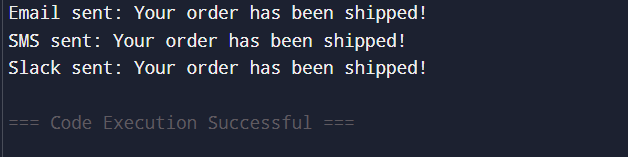 Email sent: Your order has been shipped!
SMS sent: Your order has been shipped!
Slack sent: Your order has been shipped!
=== Code Execution Successful ===